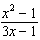 x² − 1
3x − 1